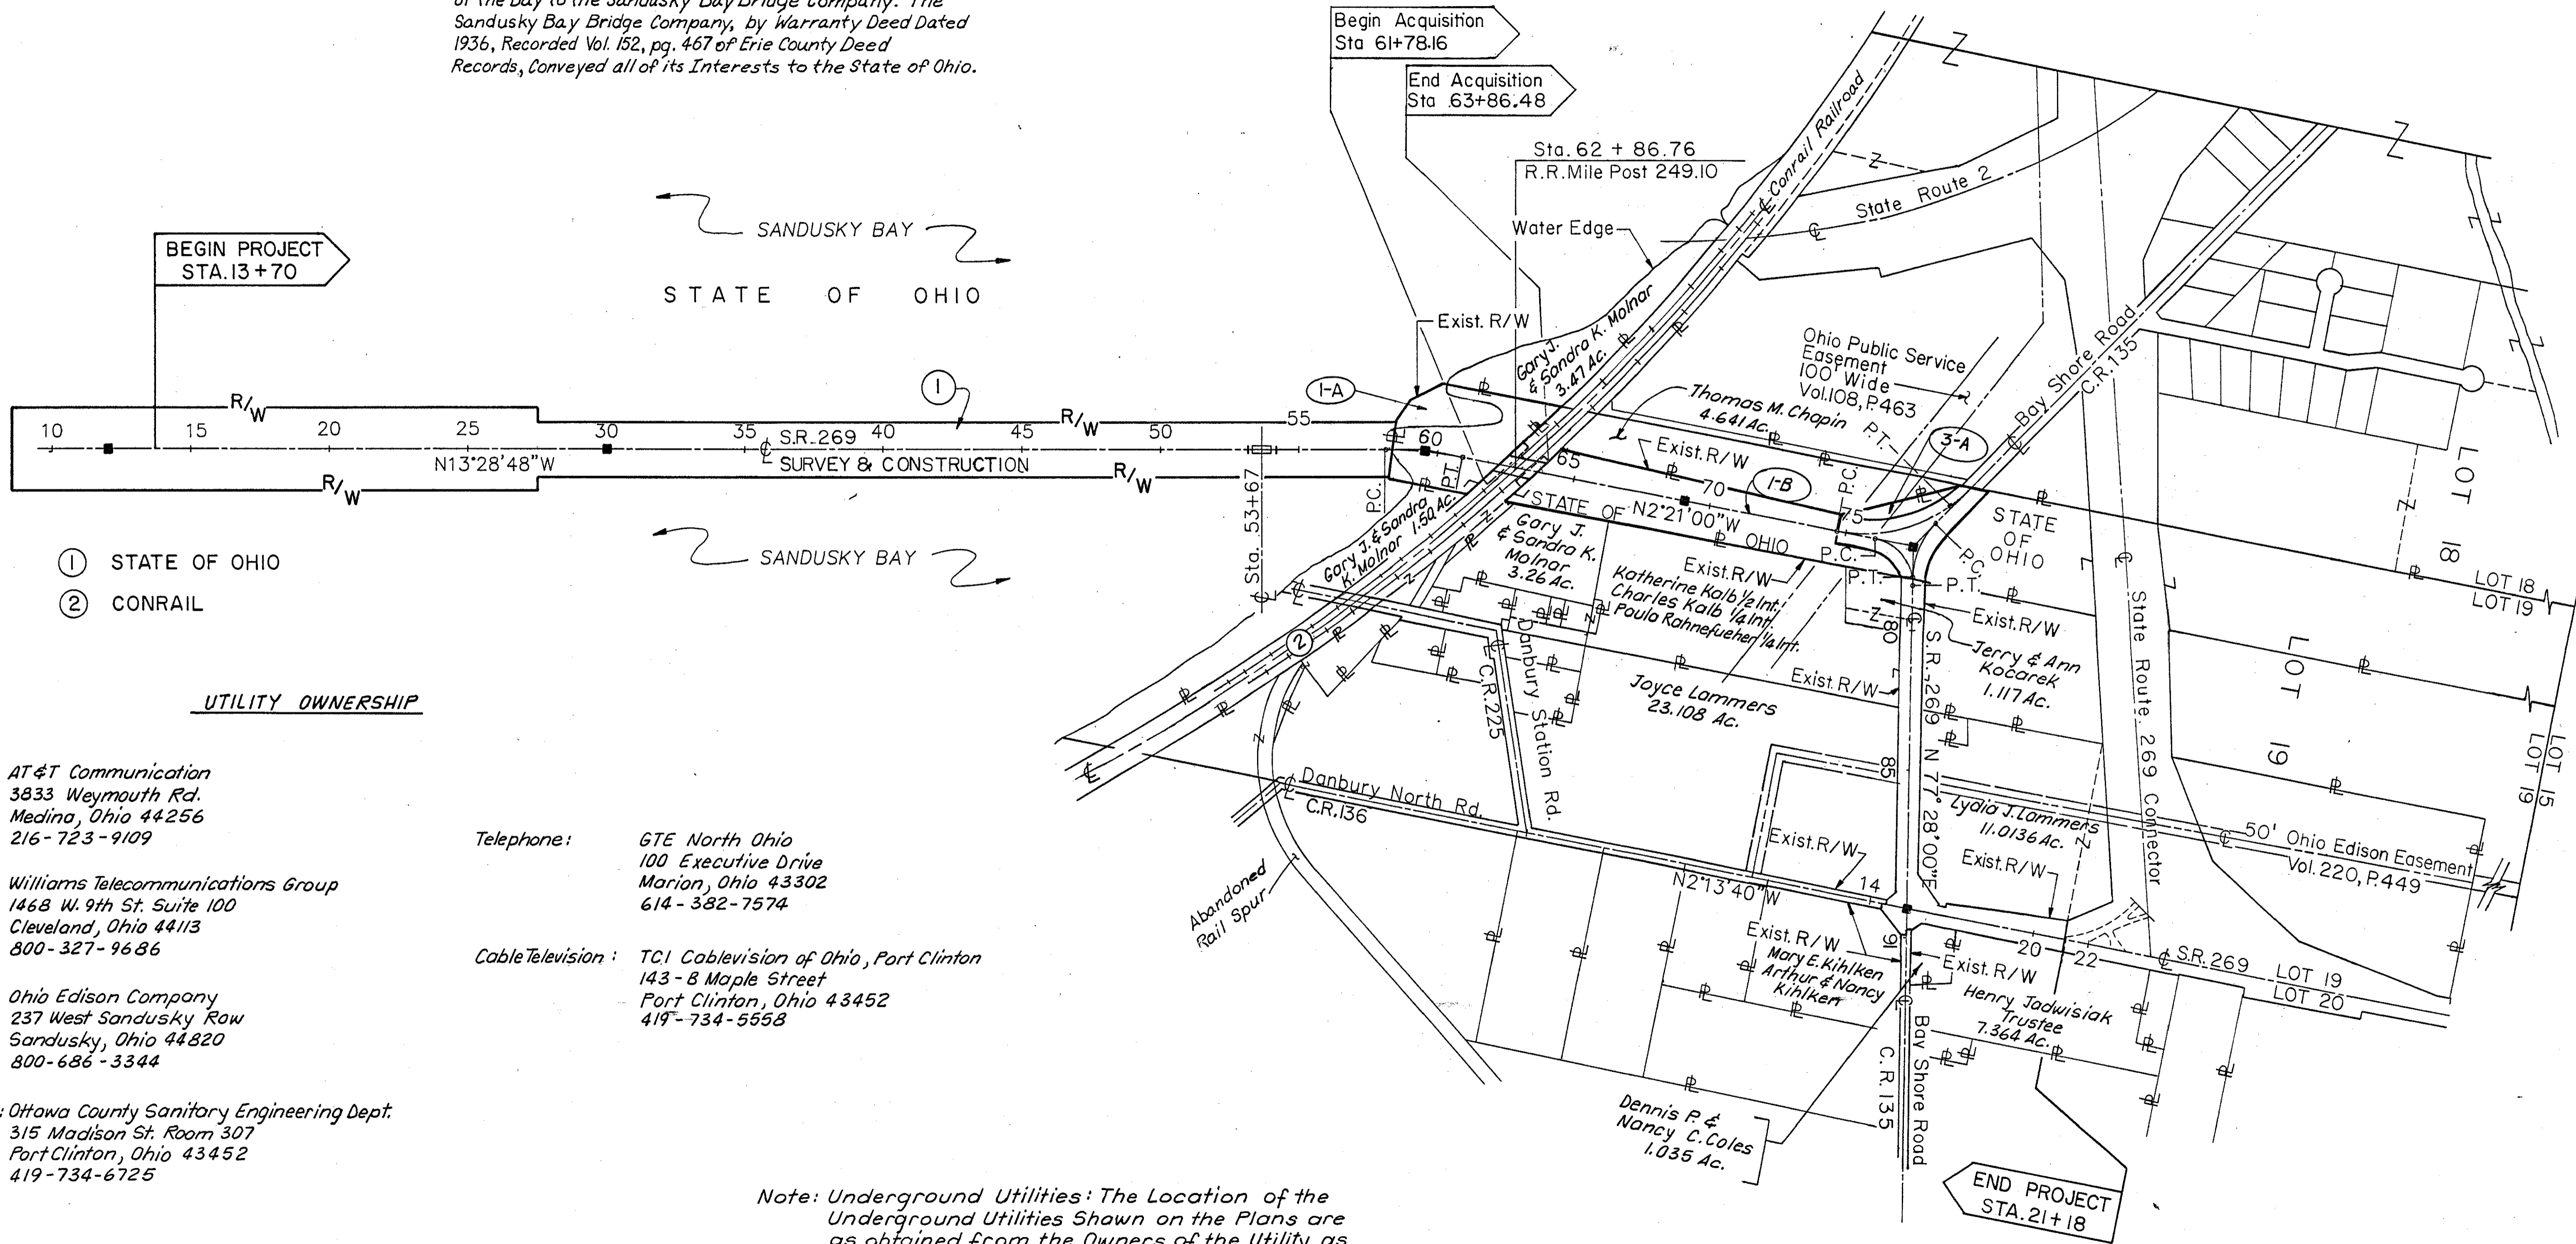 of the Bay to the Sandusky Bay Bridge Company. The
Sandusky Bay Bridge Company, by Warranty Deed Dated
1936, Recorded Vol. 152, pg. 467 of Erie County Deed
Records, Conveyed all of its Interests to the State of Ohio.
Begin Acquisition
Sta 61+78.16
End Acquisition
Sta 63+86.48
Sta. 62 + 86.76
R.R. Mile Post 249.10
Water Edge
Conrail Railroad
State Route 2
SANDUSKY BAY
STATE OF OHIO
BEGIN PROJECT
STA. 13+70
Exist. R/W
Gary J.
& Sandra K. Molnar
3.47 Ac.
Ohio Public Service
Easement
100' Wide
Vol. 108, P. 463
Bay Shore Road
C.R. 135
Thomas M. Chapin
4.641 Ac.
P.T.
3-A
1
1-A
R/W
R/W
R/W
10
15
20
25
30
35
40
45
50
55
60
65
70
75
S.R. 269
N13°28'48"W
SURVEY & CONSTRUCTION
R/W
R/W
Exist. R/W
1-B
P.C.
P.C.
P.T.
Sta. 53+67
STATE OF OHIO
N2°21'00"W
STATE
OF
OHIO
P.C.
P.C.
P.T.
P.T.
Gary J. & Sandra
K. Molnar 1.50 Ac.
Gary J.
& Sandra K.
Molnar
3.26 Ac.
Exist. R/W
Katherine Kalb 1/2 Int.
Charles Kalb 1/4 Int.
Paula Rahnefueher 1/4 Int.
SANDUSKY BAY
1 STATE OF OHIO
2 CONRAIL
2
80
Exist. R/W
Jerry & Ann
Kocarek
1.117 Ac.
LOT 18
LOT 18
LOT 19
LOT 19
LOT 15
LOT 19
State Route 269 Connector
S.R. 269 N 77°28'00"E
Exist. R/W
Joyce Lammers
23.108 Ac.
C.R. 225
Danbury Station Rd.
UTILITY OWNERSHIP
AT&T Communication
3833 Weymouth Rd.
Medina, Ohio 44256
216-723-9109
Williams Telecommunications Group
1468 W. 9th St. Suite 100
Cleveland, Ohio 44113
800-327-9686
Ohio Edison Company
237 West Sandusky Row
Sandusky, Ohio 44820
800-686-3344
: Ottawa County Sanitary Engineering Dept.
315 Madison St. Room 307
Port Clinton, Ohio 43452
419-734-6725
Telephone: GTE North Ohio
100 Executive Drive
Marion, Ohio 43302
614-382-7574
Cable Television: TCI Cablevision of Ohio, Port Clinton
143-B Maple Street
Port Clinton, Ohio 43452
419-734-5558
Danbury North Rd.
C.R. 136
Abandoned
Rail Spur
85
Lydia J. Lammers
11.0136 Ac.
50' Ohio Edison Easement
Vol. 220, P. 449
Exist. R/W
Exist. R/W
N2°13'40"W
14
91
20
22
S.R. 269
LOT 19
LOT 20
Exist. R/W
Exist. R/W
Mary E. Kihlken
Arthur & Nancy
Kihlken
Henry Jadwisiak
Trustee
7.364 Ac.
Bay Shore Road
C.R. 135
Dennis P. &
Nancy C. Coles
1.035 Ac.
END PROJECT
STA. 21+18
Note: Underground Utilities: The Location of the
Underground Utilities Shown on the Plans are
as obtained from the Owners of the Utility as